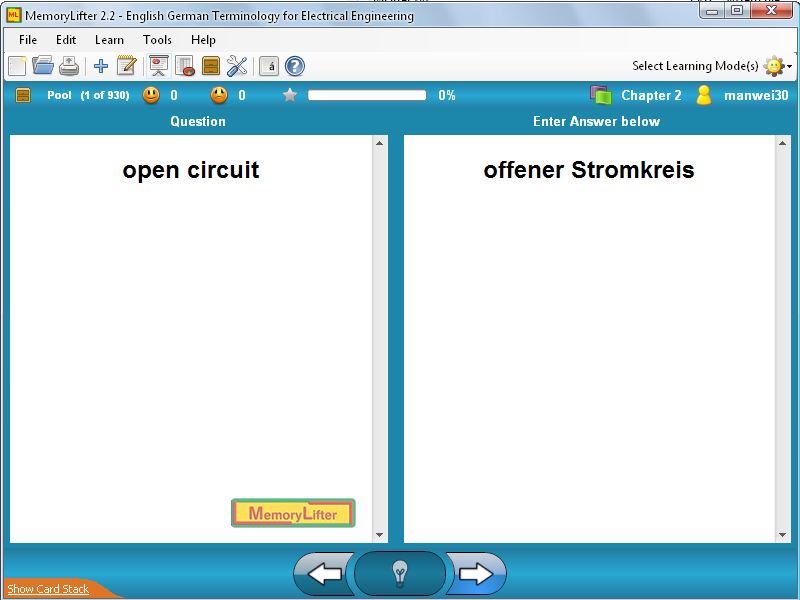 ML MemoryLifter 2.2 - English German Terminology for Electrical Engineering
File Edit Learn Tools Help
á ? Select Learning Mode(s)
Pool (1 of 930) 0 0 0% Chapter 2 manwei30
Question Enter Answer below
open circuit offener Stromkreis
MemoryLifter
Show Card Stack